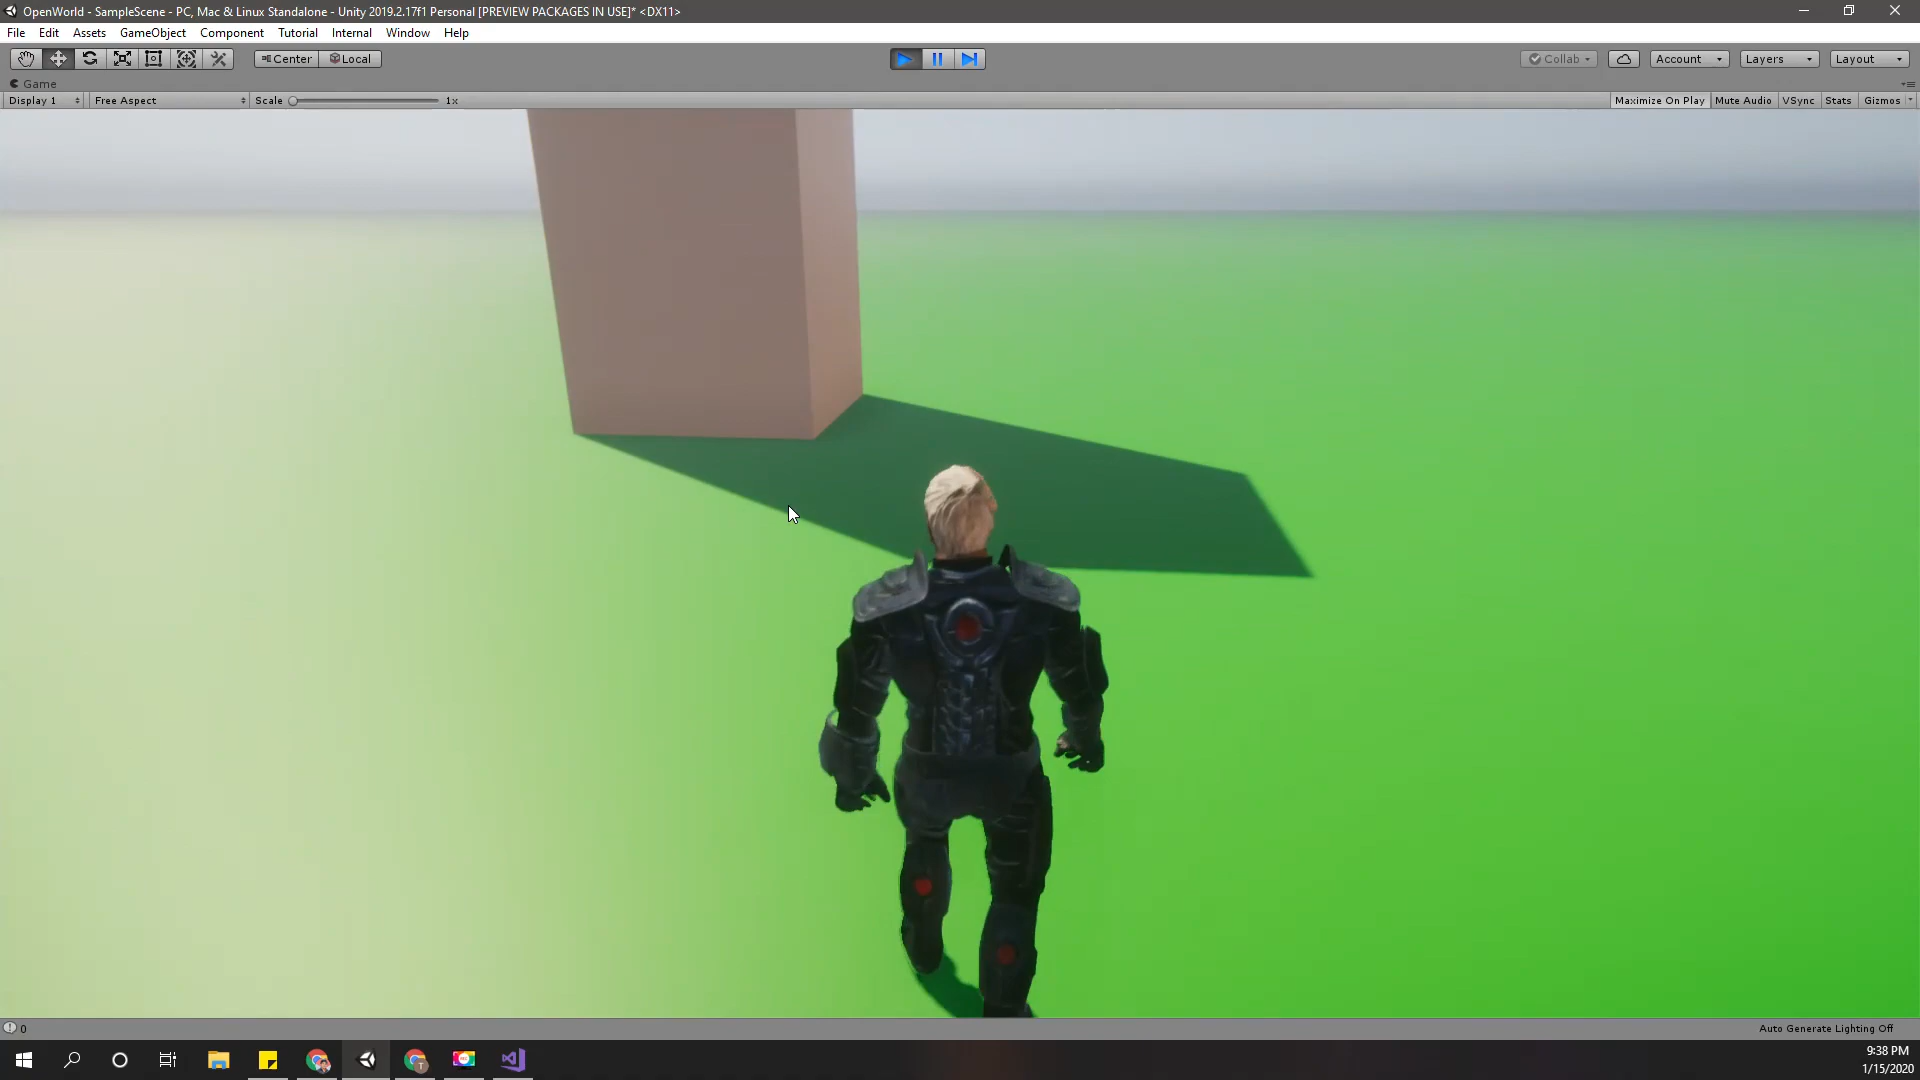 OpenWorld - SampleScene - PC, Mac & Linux Standalone - Unity 2019.2.17f1 Personal [PREVIEW PACKAGES IN USE]* <DX11>
File Edit Assets GameObject Component Tutorial Internal Window Help
Center Local Collab Account Layers Layout
Game
Display 1 Free Aspect Scale 1x Maximize On Play Mute Audio VSync Stats Gizmos
0 Auto Generate Lighting Off
9:38 PM
1/15/2020